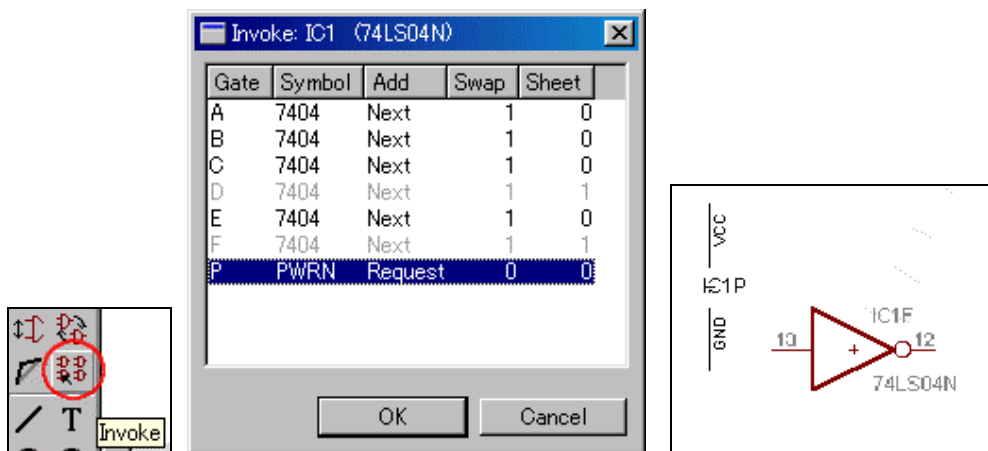 Invoke: IC1 (74LS04N)
Gate Symbol Add Swap Sheet
A 7404 Next 1 0
B 7404 Next 1 0
C 7404 Next 1 0
D 7404 Next 1 1
E 7404 Next 1 0
F 7404 Next 1 1
P PWRN Request 0 0
OK Cancel
T
Invoke
VCC
IC1P
GND
IC1F
13
12
74LS04N